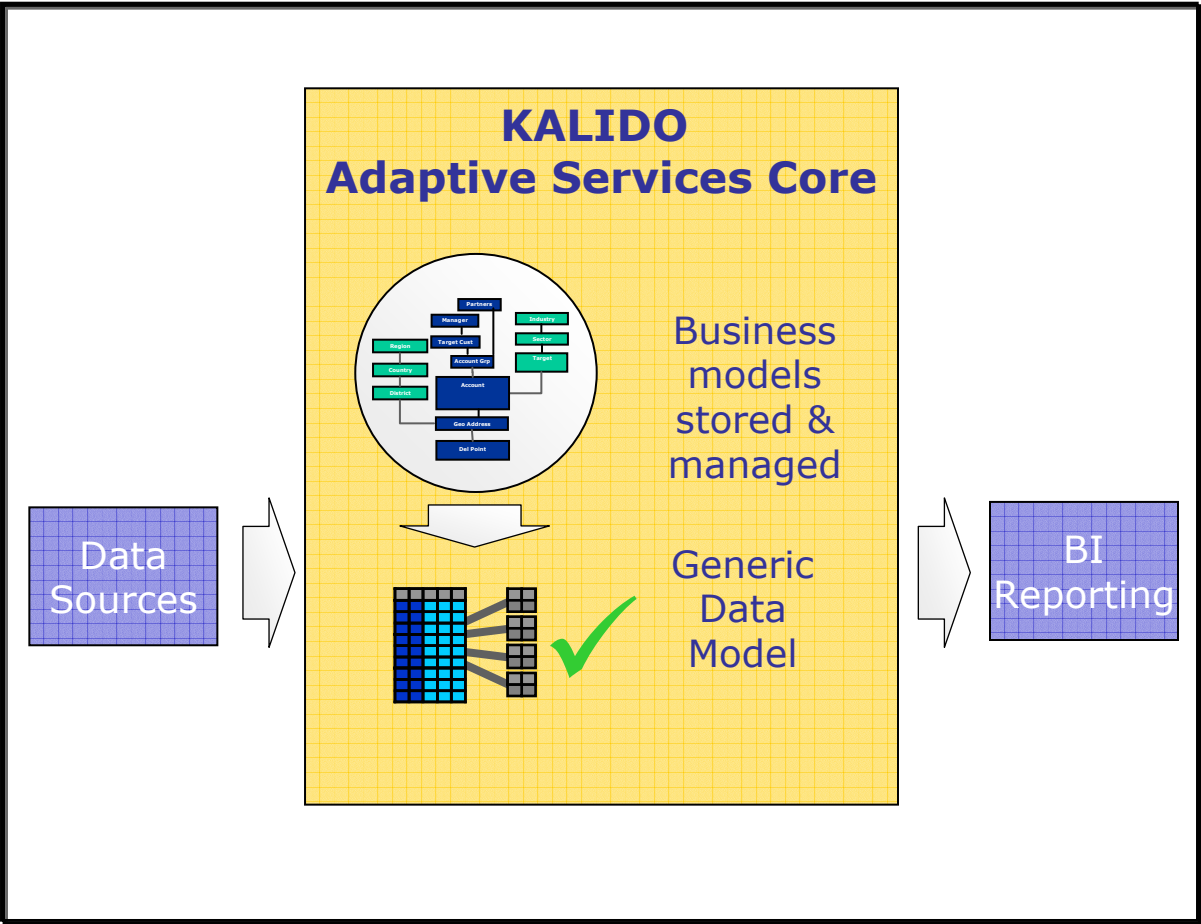 KALIDO
Adaptive Services Core
Partners
Manager
Industry
Target Cust
Sector
Region
Account Grp
Target
Country
Account
District
Geo Address
Del Point
Business
models
stored &
managed
Data
Sources
Generic
Data
Model
BI
Reporting